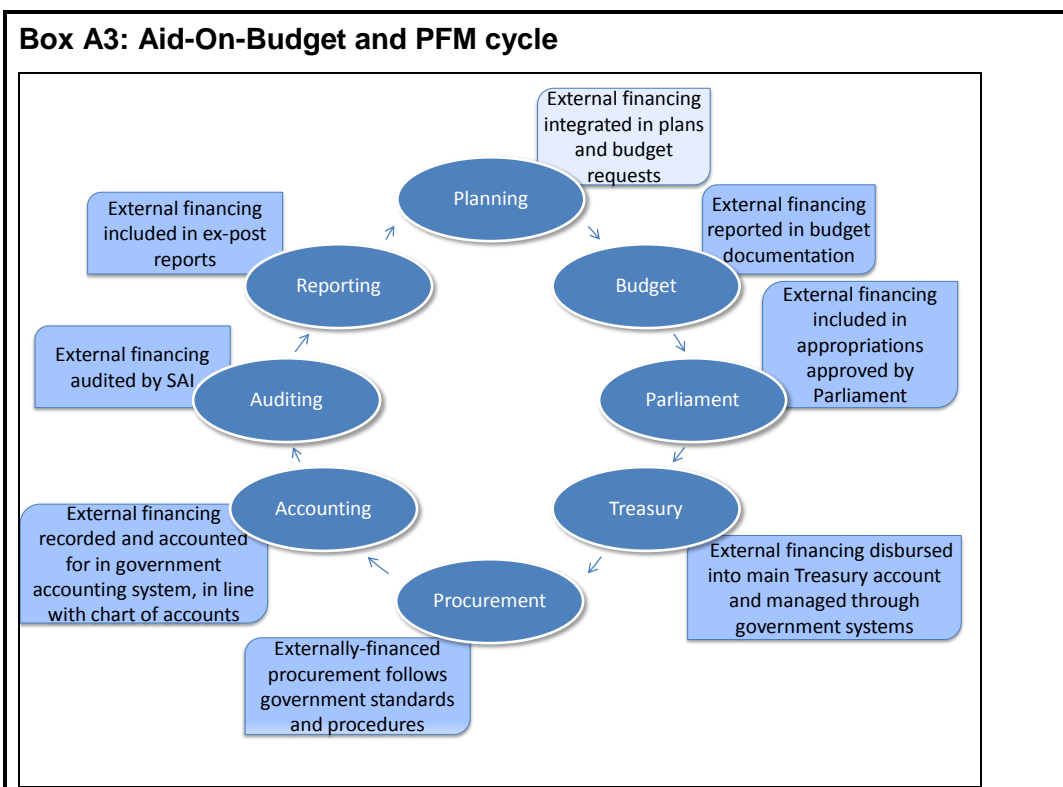 Box A3: Aid-On-Budget and PFM cycle
External financing
integrated in plans
and budget
requests
Planning
External financing
reported in budget
documentation
Budget
External financing
included in
appropriations
approved by
Parliament
Parliament
Treasury
External financing disbursed
into main Treasury account
and managed through
government systems
Procurement
Externally-financed
procurement follows
government standards
and procedures
Accounting
External financing
recorded and accounted
for in government
accounting system, in line
with chart of accounts
Auditing
External financing
audited by SAI
Reporting
External financing
included in ex-post
reports